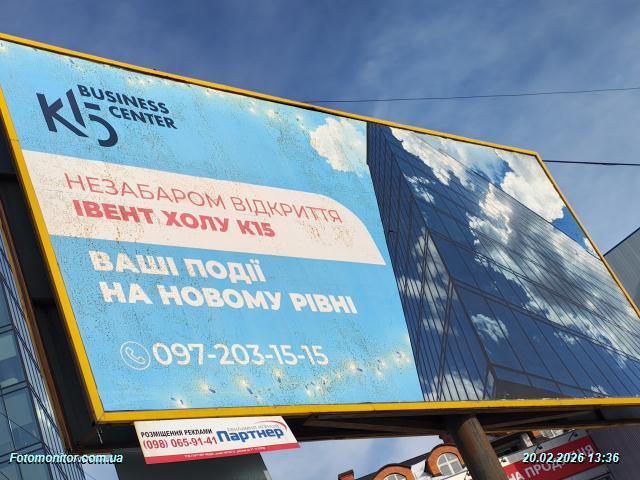 K15 BUSINESS
CENTER
НЕЗАБАРОМ ВІДКРИТТЯ
ІВЕНТ ХОЛУ К15
ВАШІ ПОДІЇ
НА НОВОМУ РІВНІ
097-203-15-15
РОЗМІЩЕННЯ РЕКЛАМИ
(098) 065-91-41
Партнер
НА ПРОДА
Fotomonitor.com.ua
20.02.2026 13:36